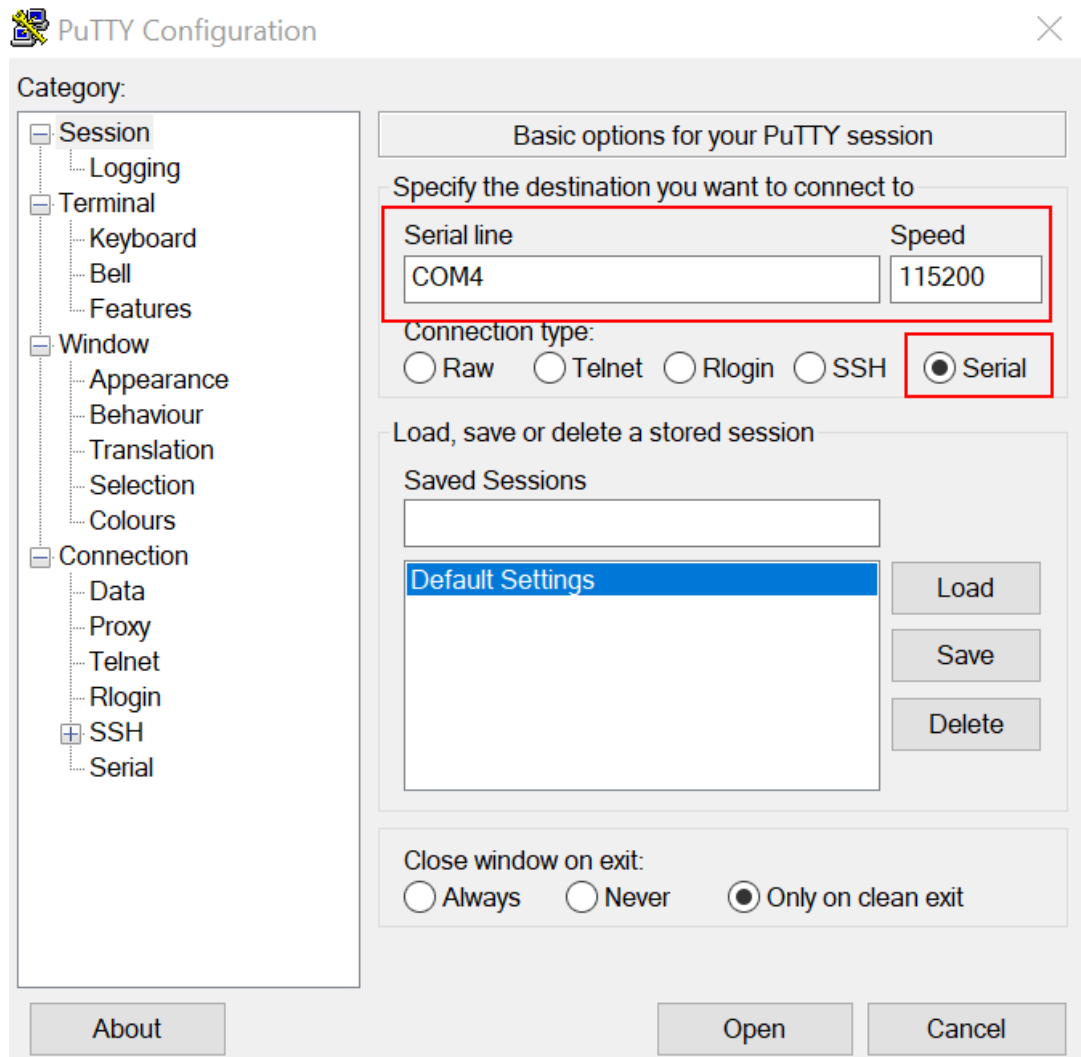 PuTTY Configuration
Category:
Session
Logging
Terminal
Keyboard
Bell
Features
Window
Appearance
Behaviour
Translation
Selection
Colours
Connection
Data
Proxy
Telnet
Rlogin
SSH
Serial
Basic options for your PuTTY session
Specify the destination you want to connect to
Serial line Speed
COM4 115200
Connection type:
Raw Telnet Rlogin SSH Serial
Load, save or delete a stored session
Saved Sessions
Default Settings
Load
Save
Delete
Close window on exit:
Always Never Only on clean exit
About Open Cancel